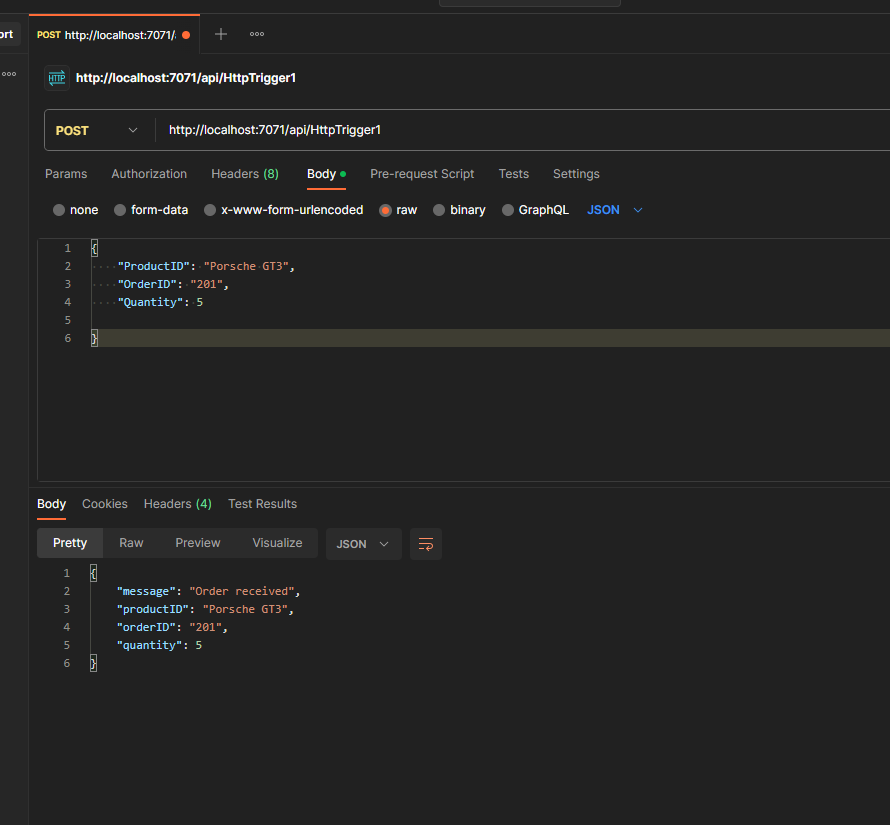 ort
POST http://localhost:7071/
HTTP http://localhost:7071/api/HttpTrigger1
POST http://localhost:7071/api/HttpTrigger1
Params Authorization Headers (8) Body Pre-request Script Tests Settings
none form-data x-www-form-urlencoded raw binary GraphQL JSON
1 {
2 "ProductID": "Porsche GT3",
3 "OrderID": "201",
4 "Quantity": 5
5
6 }
Body Cookies Headers (4) Test Results
Pretty Raw Preview Visualize JSON
1 {
2 "message": "Order received",
3 "productID": "Porsche GT3",
4 "orderID": "201",
5 "quantity": 5
6 }